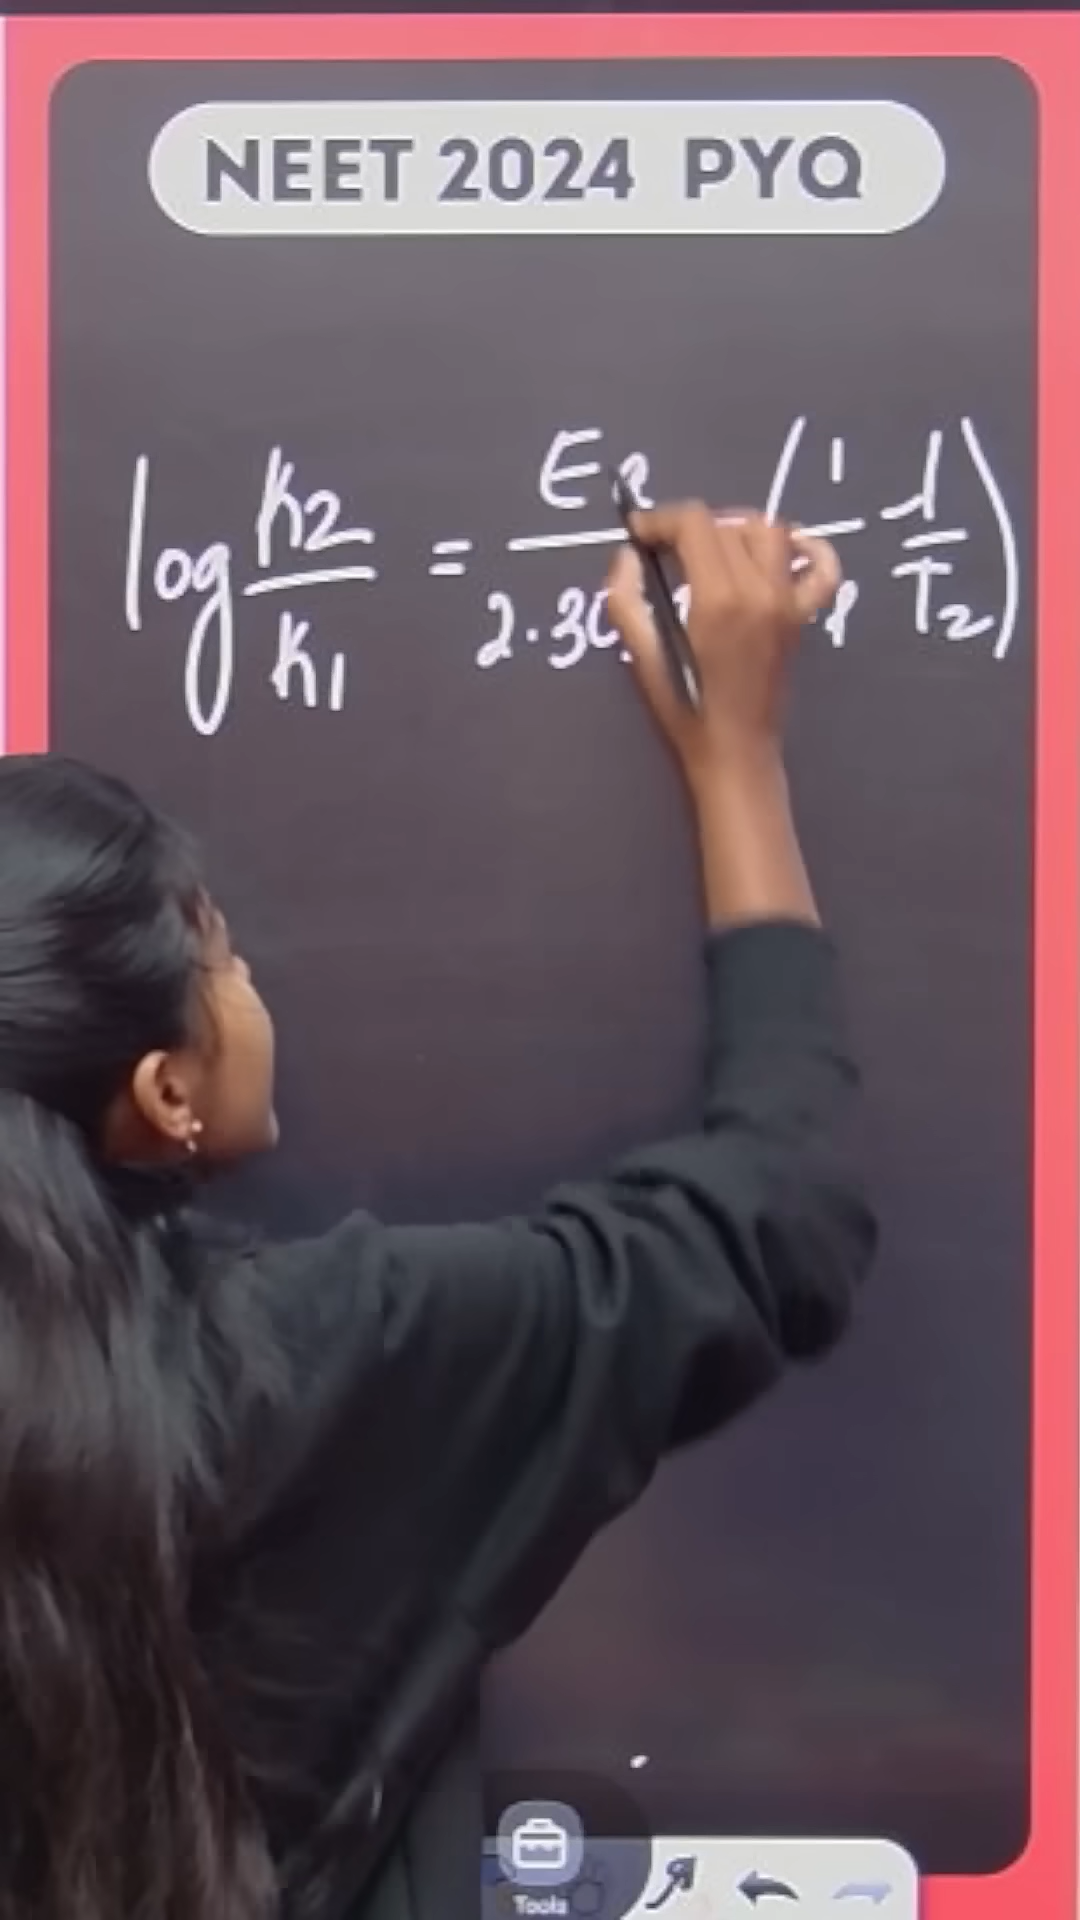 NEET 2024 PYQ
log K2/K1 = Ea/2.30 (1/ 1/T2)
Tools